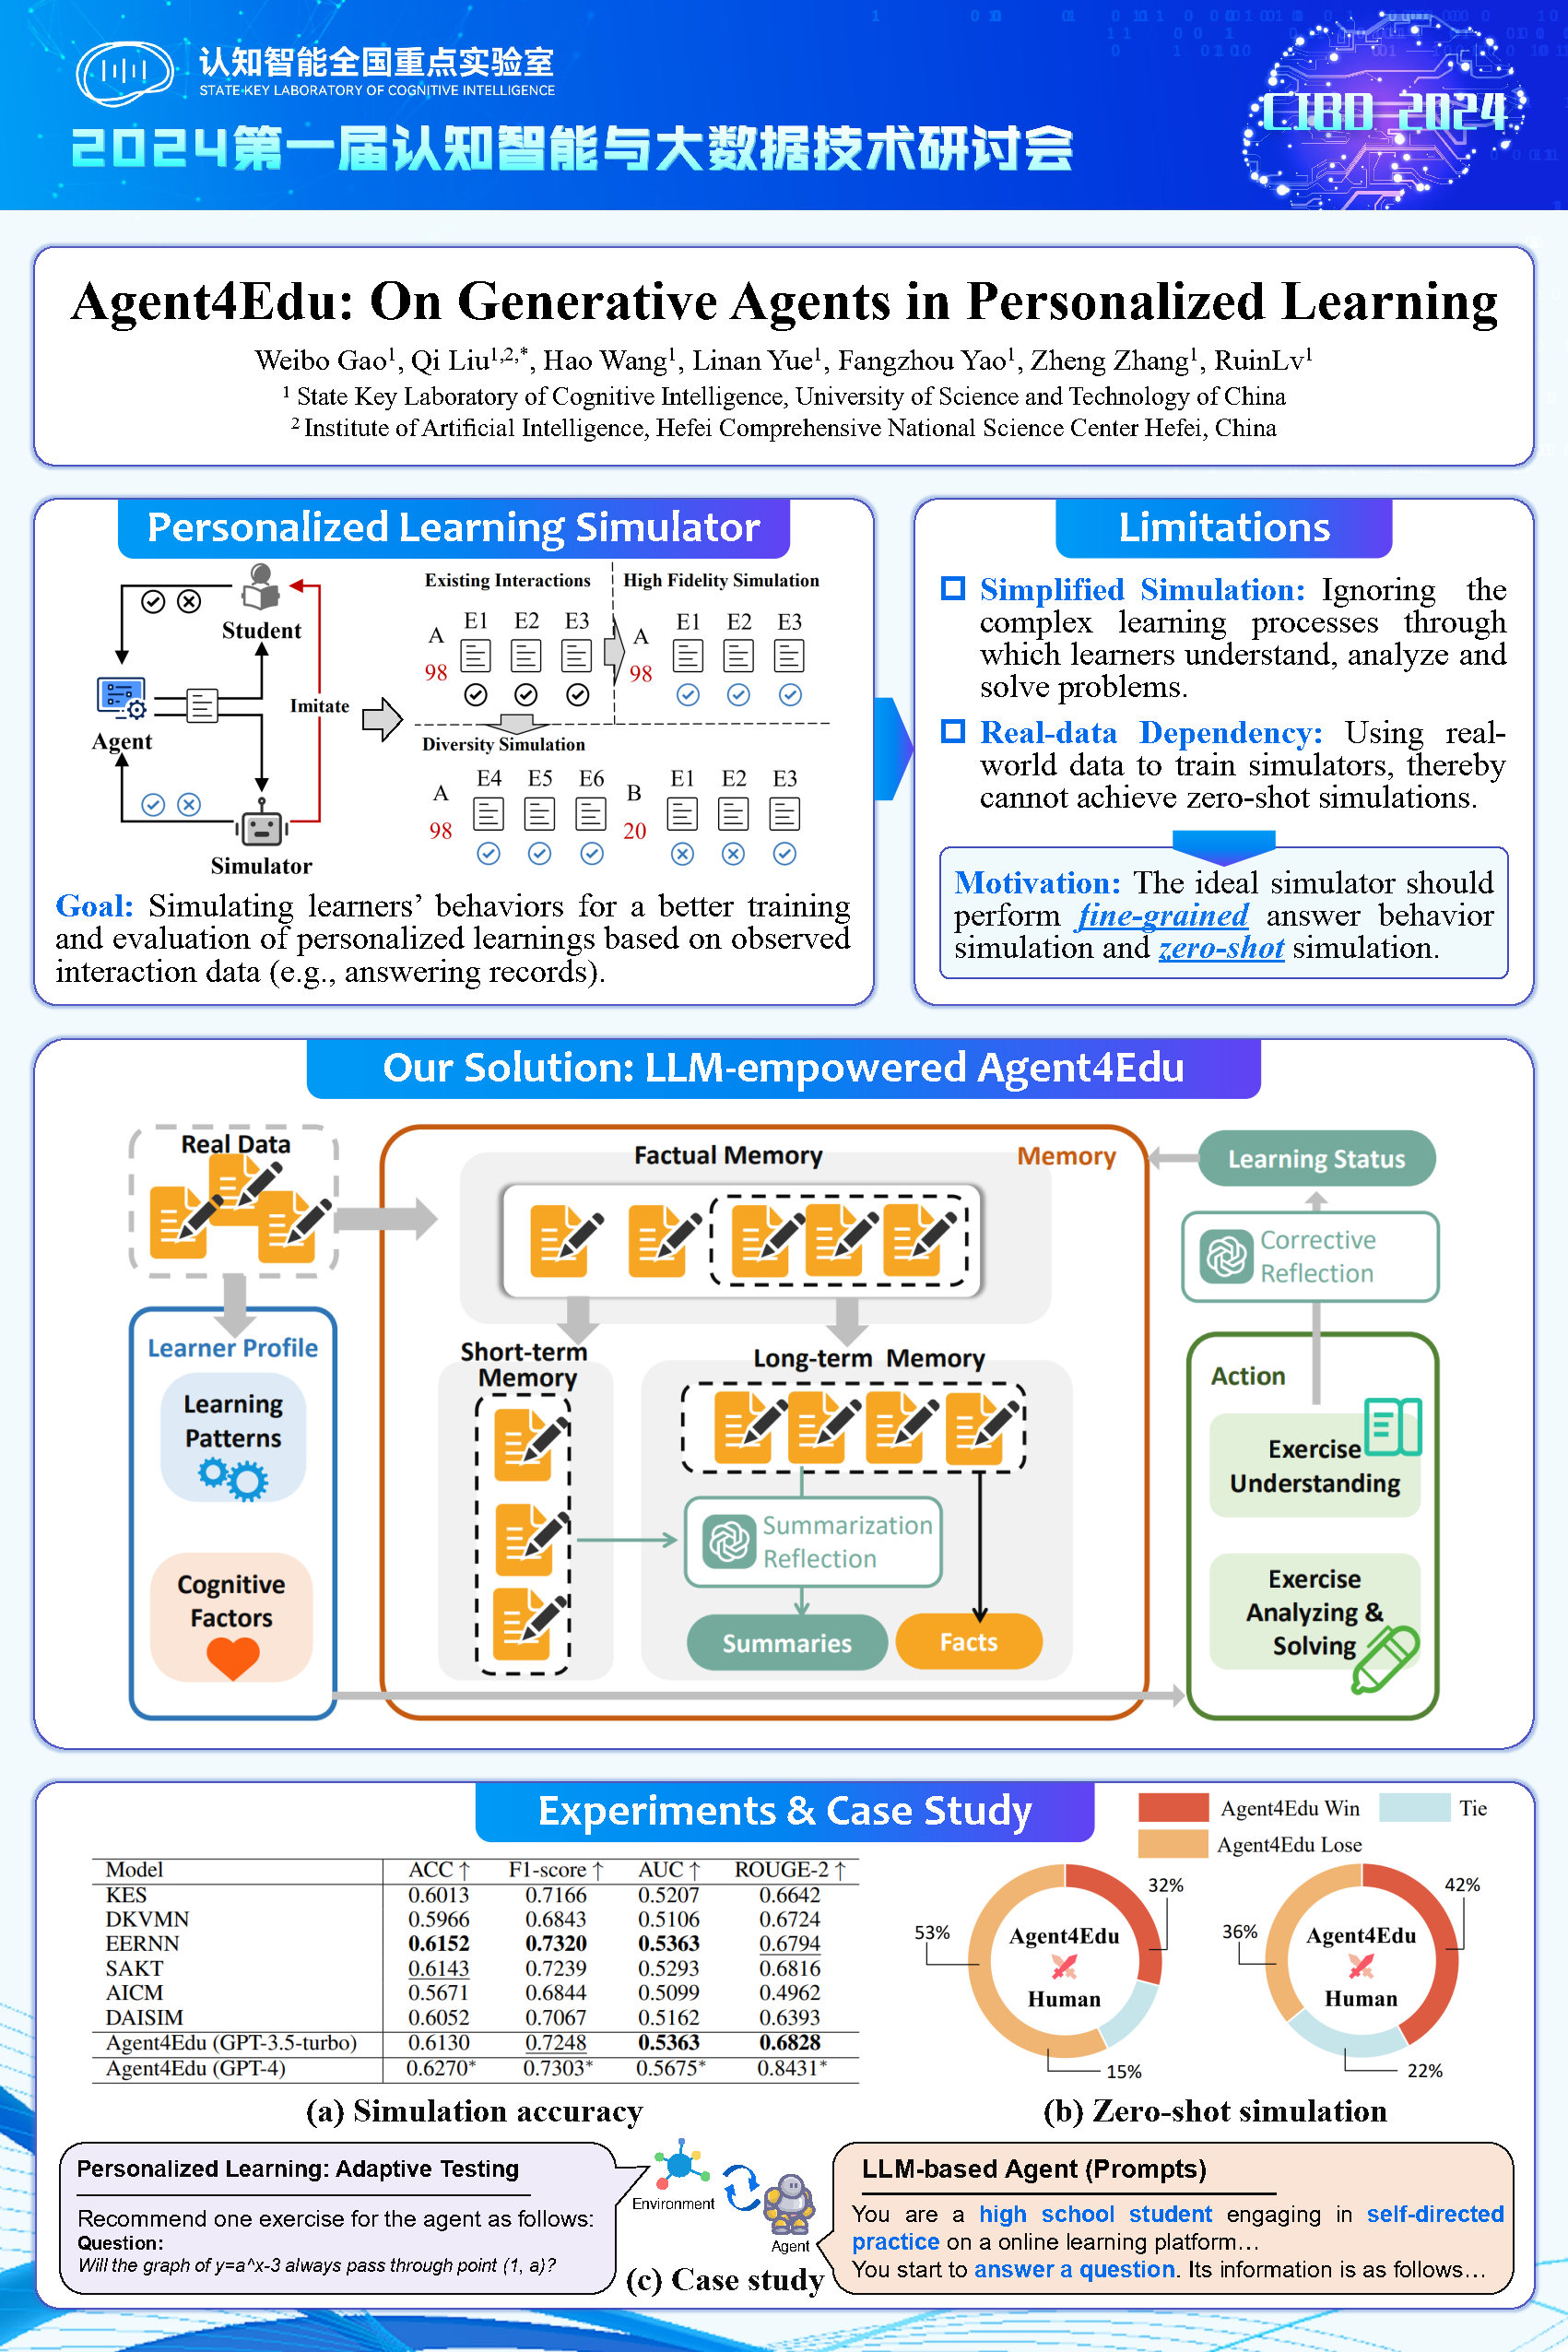 认知智能全国重点实验室
STATE KEY LABORATORY OF COGNITIVE INTELLIGENCE
2024第一届认知智能与大数据技术研讨会
CIBD 2024
Agent4Edu: On Generative Agents in Personalized Learning
Weibo Gao1, Qi Liu1,2,*, Hao Wang1, Linan Yue1, Fangzhou Yao1, Zheng Zhang1, RuinLv1
1 State Key Laboratory of Cognitive Intelligence, University of Science and Technology of China
2 Institute of Artificial Intelligence, Hefei Comprehensive National Science Center Hefei, China
Personalized Learning Simulator
Student
Imitate
Agent
Simulator
Existing Interactions
High Fidelity Simulation
E1 E2 E3
A
98
E1 E2 E3
A
98
Diversity Simulation
E4 E5 E6
A
98
E1 E2 E3
B
20
Goal: Simulating learners’ behaviors for a better training
and evaluation of personalized learnings based on observed
interaction data (e.g., answering records).
Limitations
Simplified Simulation: Ignoring the
complex learning processes through
which learners understand, analyze and
solve problems.
Real-data Dependency: Using real-
world data to train simulators, thereby
cannot achieve zero-shot simulations.
Motivation: The ideal simulator should
perform fine-grained answer behavior
simulation and zero-shot simulation.
Our Solution: LLM-empowered Agent4Edu
Real Data
Learner Profile
Learning
Patterns
Cognitive
Factors
Factual Memory
Memory
Short-term
Memory
Long-term Memory
Summarization
Reflection
Summaries
Facts
Learning Status
Corrective
Reflection
Action
Exercise
Understanding
Exercise
Analyzing &
Solving
Experiments & Case Study
Model ACC ↑ F1-score ↑ AUC ↑ ROUGE-2 ↑
KES 0.6013 0.7166 0.5207 0.6642
DKVMN 0.5966 0.6843 0.5106 0.6724
EERNN 0.6152 0.7320 0.5363 0.6794
SAKT 0.6143 0.7239 0.5293 0.6816
AICM 0.5671 0.6844 0.5099 0.4962
DAISIM 0.6052 0.7067 0.5162 0.6393
Agent4Edu (GPT-3.5-turbo) 0.6130 0.7248 0.5363 0.6828
Agent4Edu (GPT-4) 0.6270* 0.7303* 0.5675* 0.8431*
(a) Simulation accuracy
Agent4Edu Win
Tie
Agent4Edu Lose
32%
53%
Agent4Edu
Human
15%
42%
36%
Agent4Edu
Human
22%
(b) Zero-shot simulation
Personalized Learning: Adaptive Testing
Recommend one exercise for the agent as follows:
Question:
Will the graph of y=a^x-3 always pass through point (1, a)?
Environment
Agent
(c) Case study
LLM-based Agent (Prompts)
You are a high school student engaging in self-directed
practice on a online learning platform…
You start to answer a question. Its information is as follows…